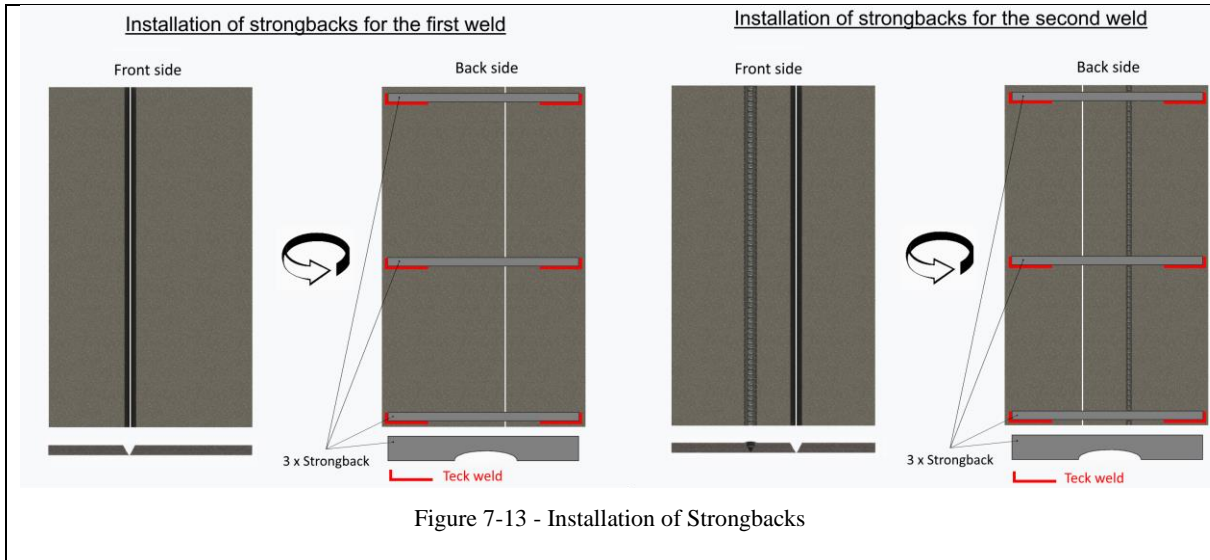 Installation of strongbacks for the first weld
Front side
Back side
3 x Strongback
Teck weld
Installation of strongbacks for the second weld
Front side
Back side
3 x Strongback
Teck weld
Figure 7-13 - Installation of Strongbacks